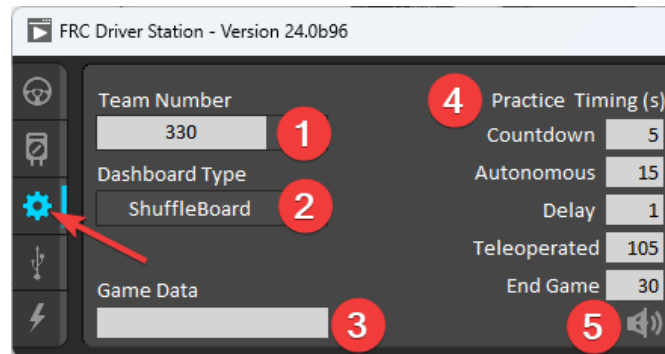 FRC Driver Station - Version 24.0b96
Team Number
330
1
Dashboard Type
ShuffleBoard
2
Game Data
3
4
Practice Timing (s)
Countdown 5
Autonomous 15
Delay 1
Teleoperated 105
End Game 30
5